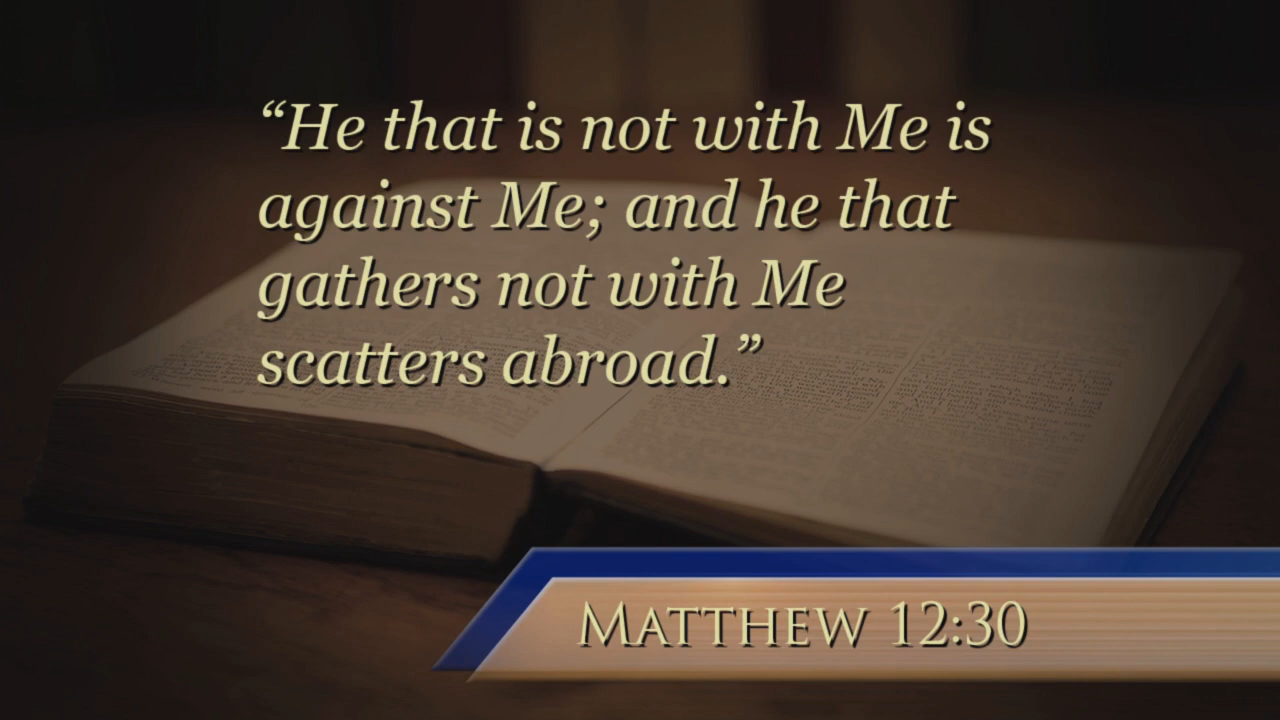 “He that is not with Me is
against Me; and he that
gathers not with Me
scatters abroad.”
MATTHEW 12:30